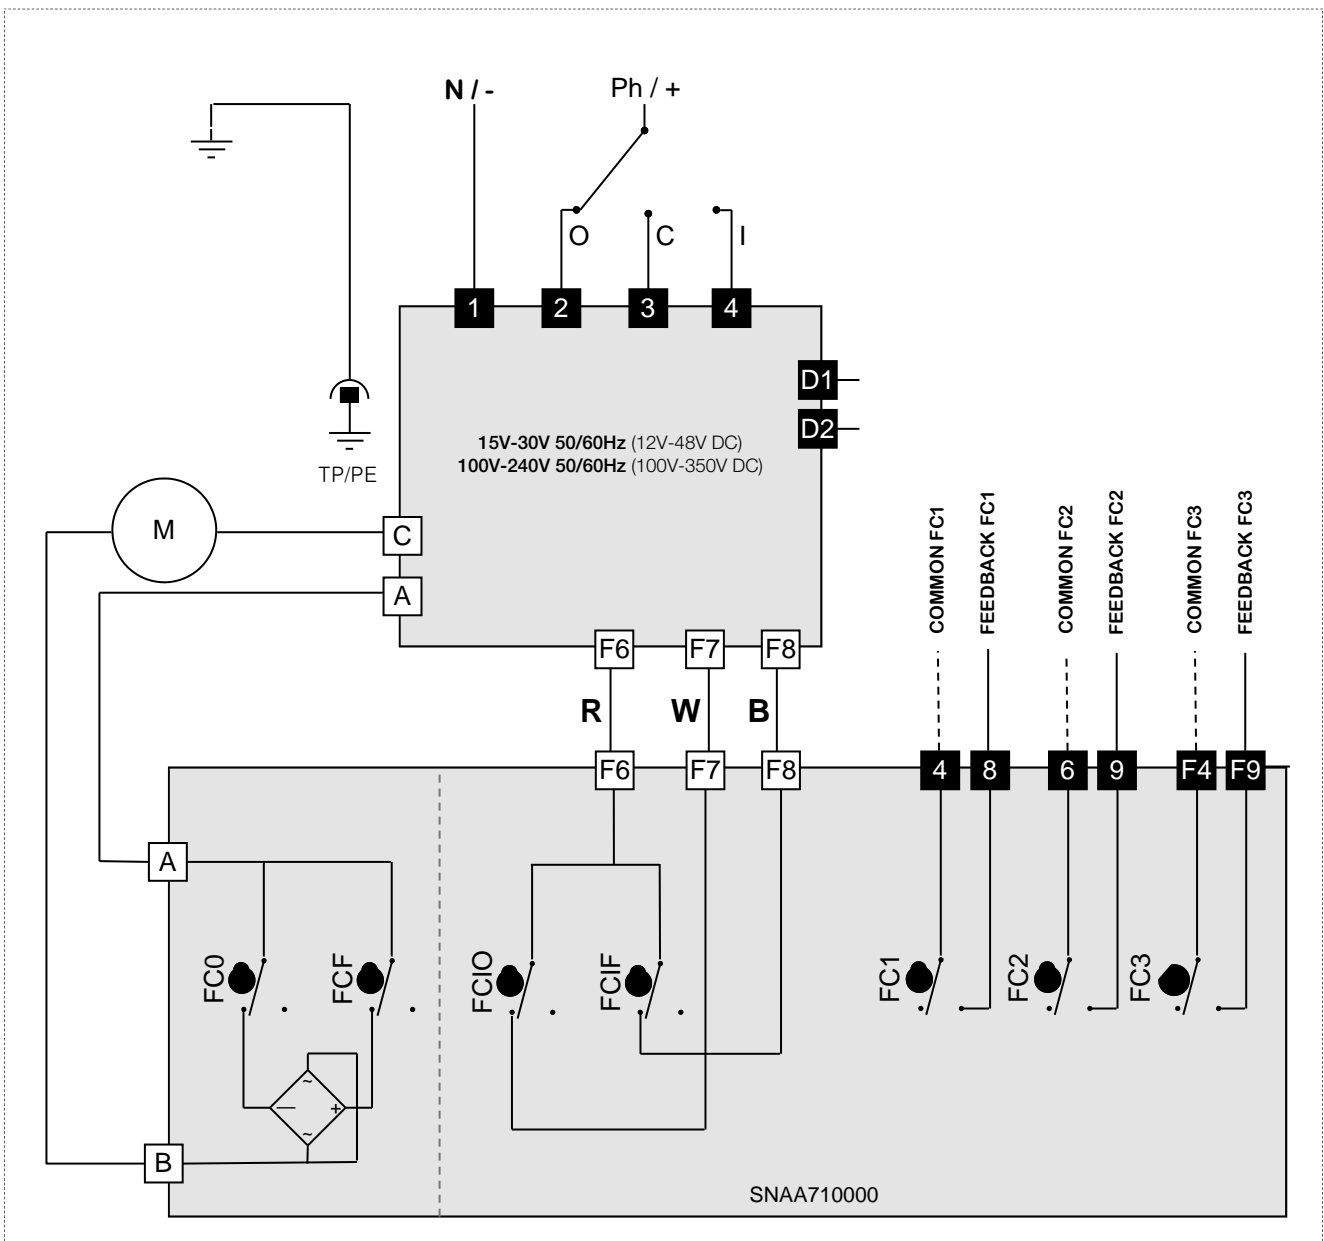 N / -
Ph / +
O
C
I
1
2
3
4
D1
D2
15V-30V 50/60Hz (12V-48V DC)
100V-240V 50/60Hz (100V-350V DC)
TP/PE
M
C
A
F6
F7
F8
R
W
B
COMMON FC1
FEEDBACK FC1
COMMON FC2
FEEDBACK FC2
COMMON FC3
FEEDBACK FC3
F6
F7
F8
4
8
6
9
F4
F9
A
FC0
FCF
FCIO
FCIF
FC1
FC2
FC3
~
— +
~
B
SNAA710000